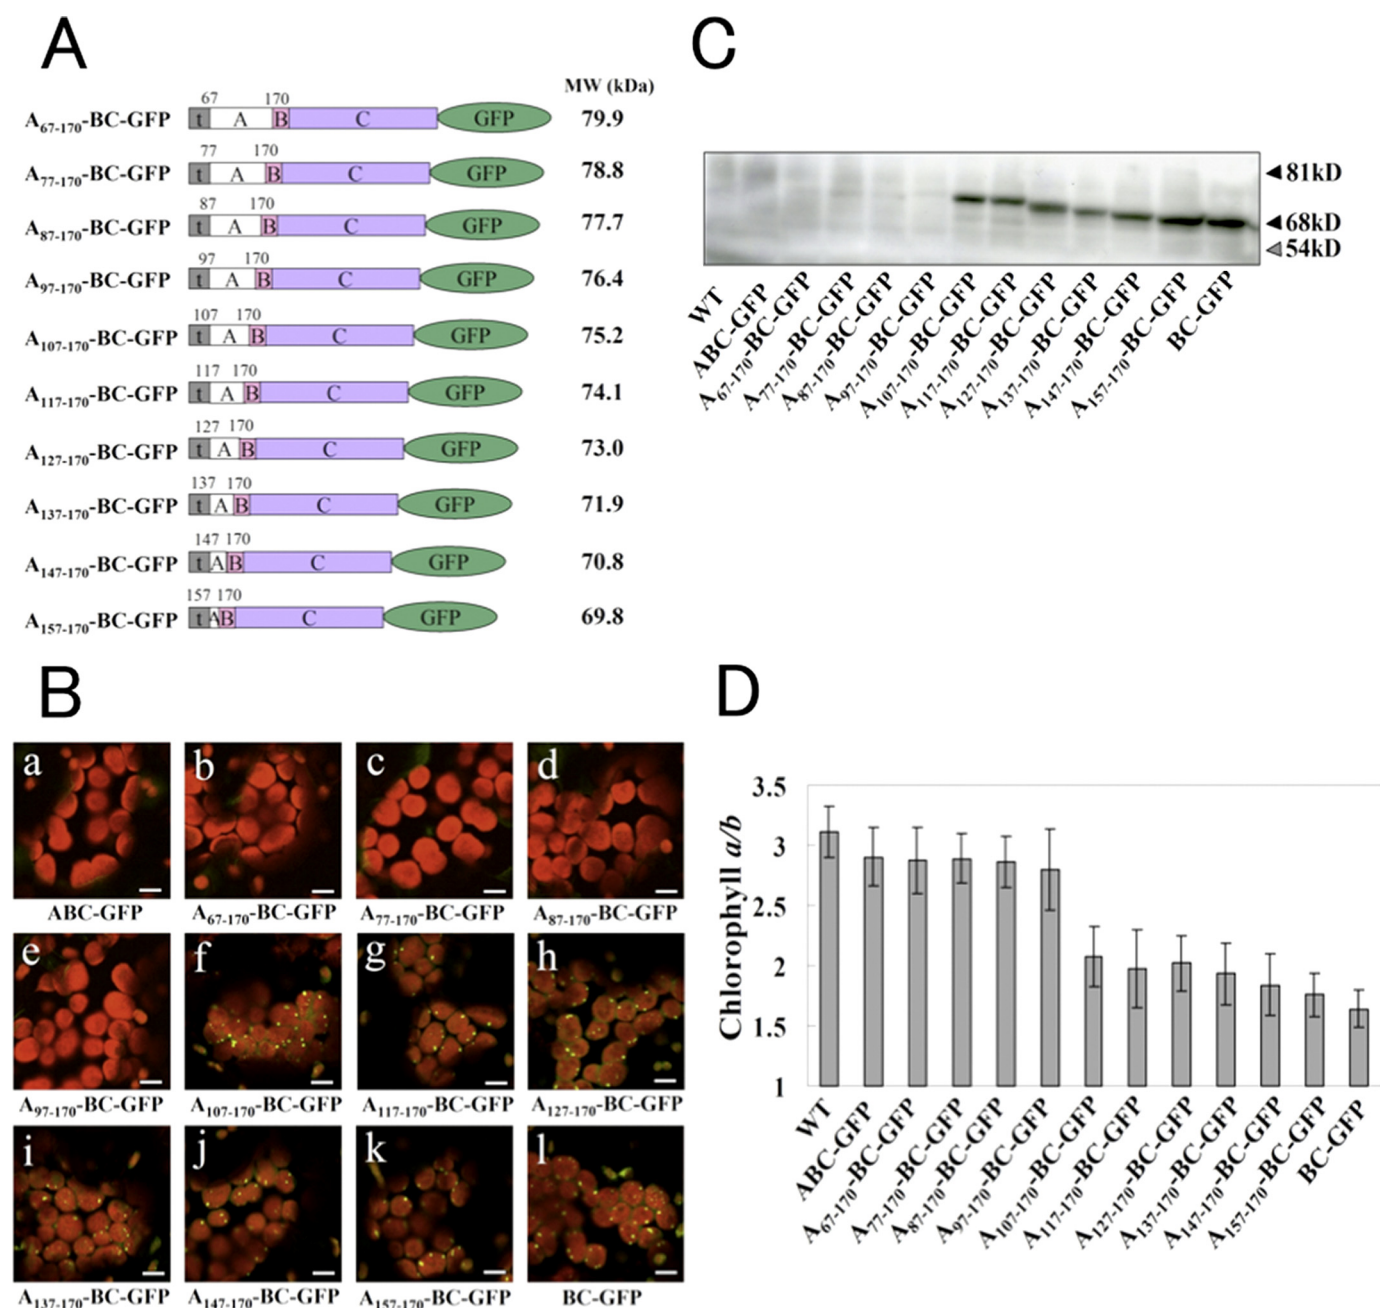 A
MW (kDa)
67 170
A67-170-BC-GFP t A B C GFP 79.9
77 170
A77-170-BC-GFP t A B C GFP 78.8
87 170
A87-170-BC-GFP t A B C GFP 77.7
97 170
A97-170-BC-GFP t A B C GFP 76.4
107 170
A107-170-BC-GFP t A B C GFP 75.2
117 170
A117-170-BC-GFP t A B C GFP 74.1
127 170
A127-170-BC-GFP t A B C GFP 73.0
137 170
A137-170-BC-GFP t A B C GFP 71.9
147 170
A147-170-BC-GFP t A B C GFP 70.8
157 170
A157-170-BC-GFP t A B C GFP 69.8
B
a b c d
ABC-GFP A67-170-BC-GFP A77-170-BC-GFP A87-170-BC-GFP
e f g h
A97-170-BC-GFP A107-170-BC-GFP A117-170-BC-GFP A127-170-BC-GFP
i j k l
A137-170-BC-GFP A147-170-BC-GFP A157-170-BC-GFP BC-GFP
C
81kD
68kD
54kD
WT
ABC-GFP
A67-170-BC-GFP
A77-170-BC-GFP
A87-170-BC-GFP
A97-170-BC-GFP
A107-170-BC-GFP
A117-170-BC-GFP
A127-170-BC-GFP
A137-170-BC-GFP
A147-170-BC-GFP
A157-170-BC-GFP
BC-GFP
D
Chlorophyll a/b
3.5
3
2.5
2
1.5
1
WT
ABC-GFP
A67-170-BC-GFP
A77-170-BC-GFP
A87-170-BC-GFP
A97-170-BC-GFP
A107-170-BC-GFP
A117-170-BC-GFP
A127-170-BC-GFP
A137-170-BC-GFP
A147-170-BC-GFP
A157-170-BC-GFP
BC-GFP